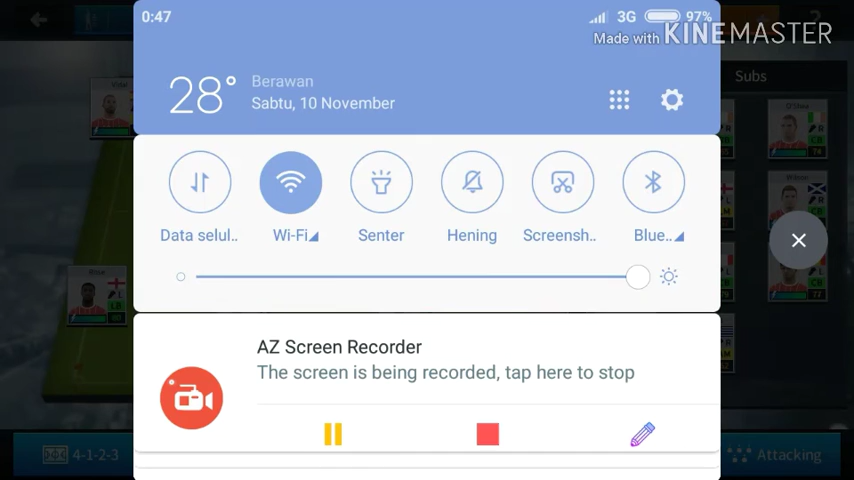 0:47
3G 97%
Made with KINEMASTER
28°
Berawan
Sabtu, 10 November
Subs
Data selul..
Wi-Fi
Senter
Hening
Screensh..
Blue..
AZ Screen Recorder
The screen is being recorded, tap here to stop
4-1-2-3
Attacking